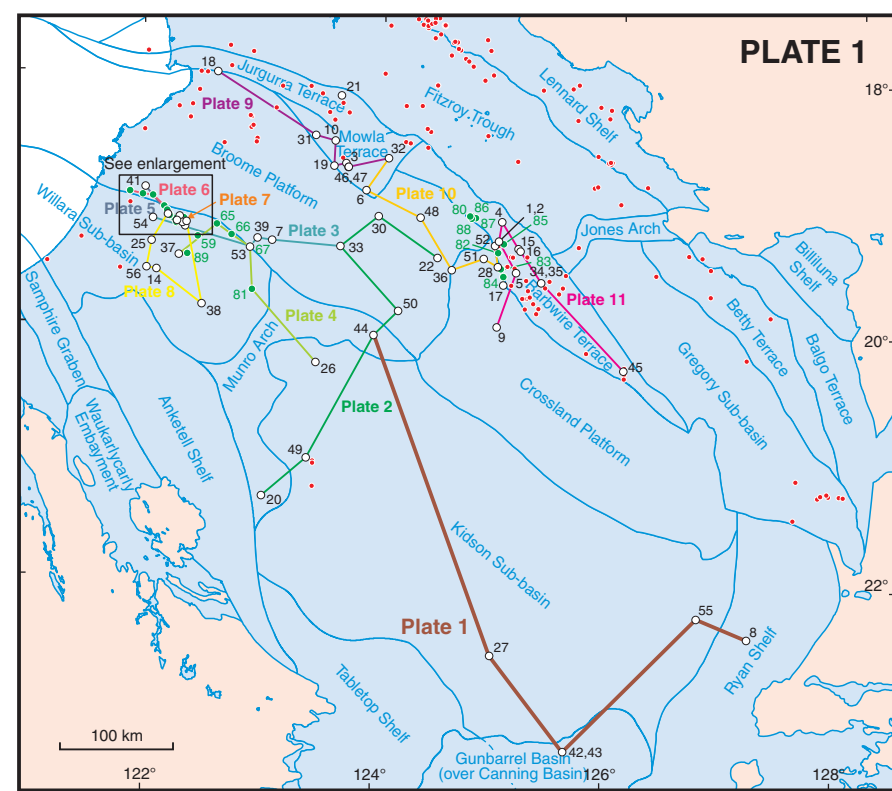 PLATE 1
18
21
Plate 9
Jurgurra Terrace
Fitzroy Trough
Lennard Shelf
18°
10
31
Mowla
Terrace
32
3
19
46,47
See enlargement
Broome Platform
41
Plate 6
Plate 5
Plate 7
6
Plate 10
48
80
86
87
88
4
1,2
85
Willara Sub-basin
54
65
66
39
7
Plate 3
67
53
59
25
37
89
33
30
82
52
15
16
Jones Arch
51
22
36
28
83
34,35
5
84
17
Plate 11
56
14
Plate 8
38
81
Plate 4
50
44
9
Barbwire Terrace
Billiluna
Shelf
Samphire Graben
Munro Arch
26
45
20°
Betty Terrace
Balgo Terrace
Gregory Sub-basin
Plate 2
Crossland Platform
Waukarlycarly
Embayment
Anketell Shelf
49
20
Kidson Sub-basin
22°
Plate 1
27
55
8
Ryan Shelf
Tabletop Shelf
100 km
42,43
Gunbarrel Basin
(over Canning Basin)
122°
124°
126°
128°